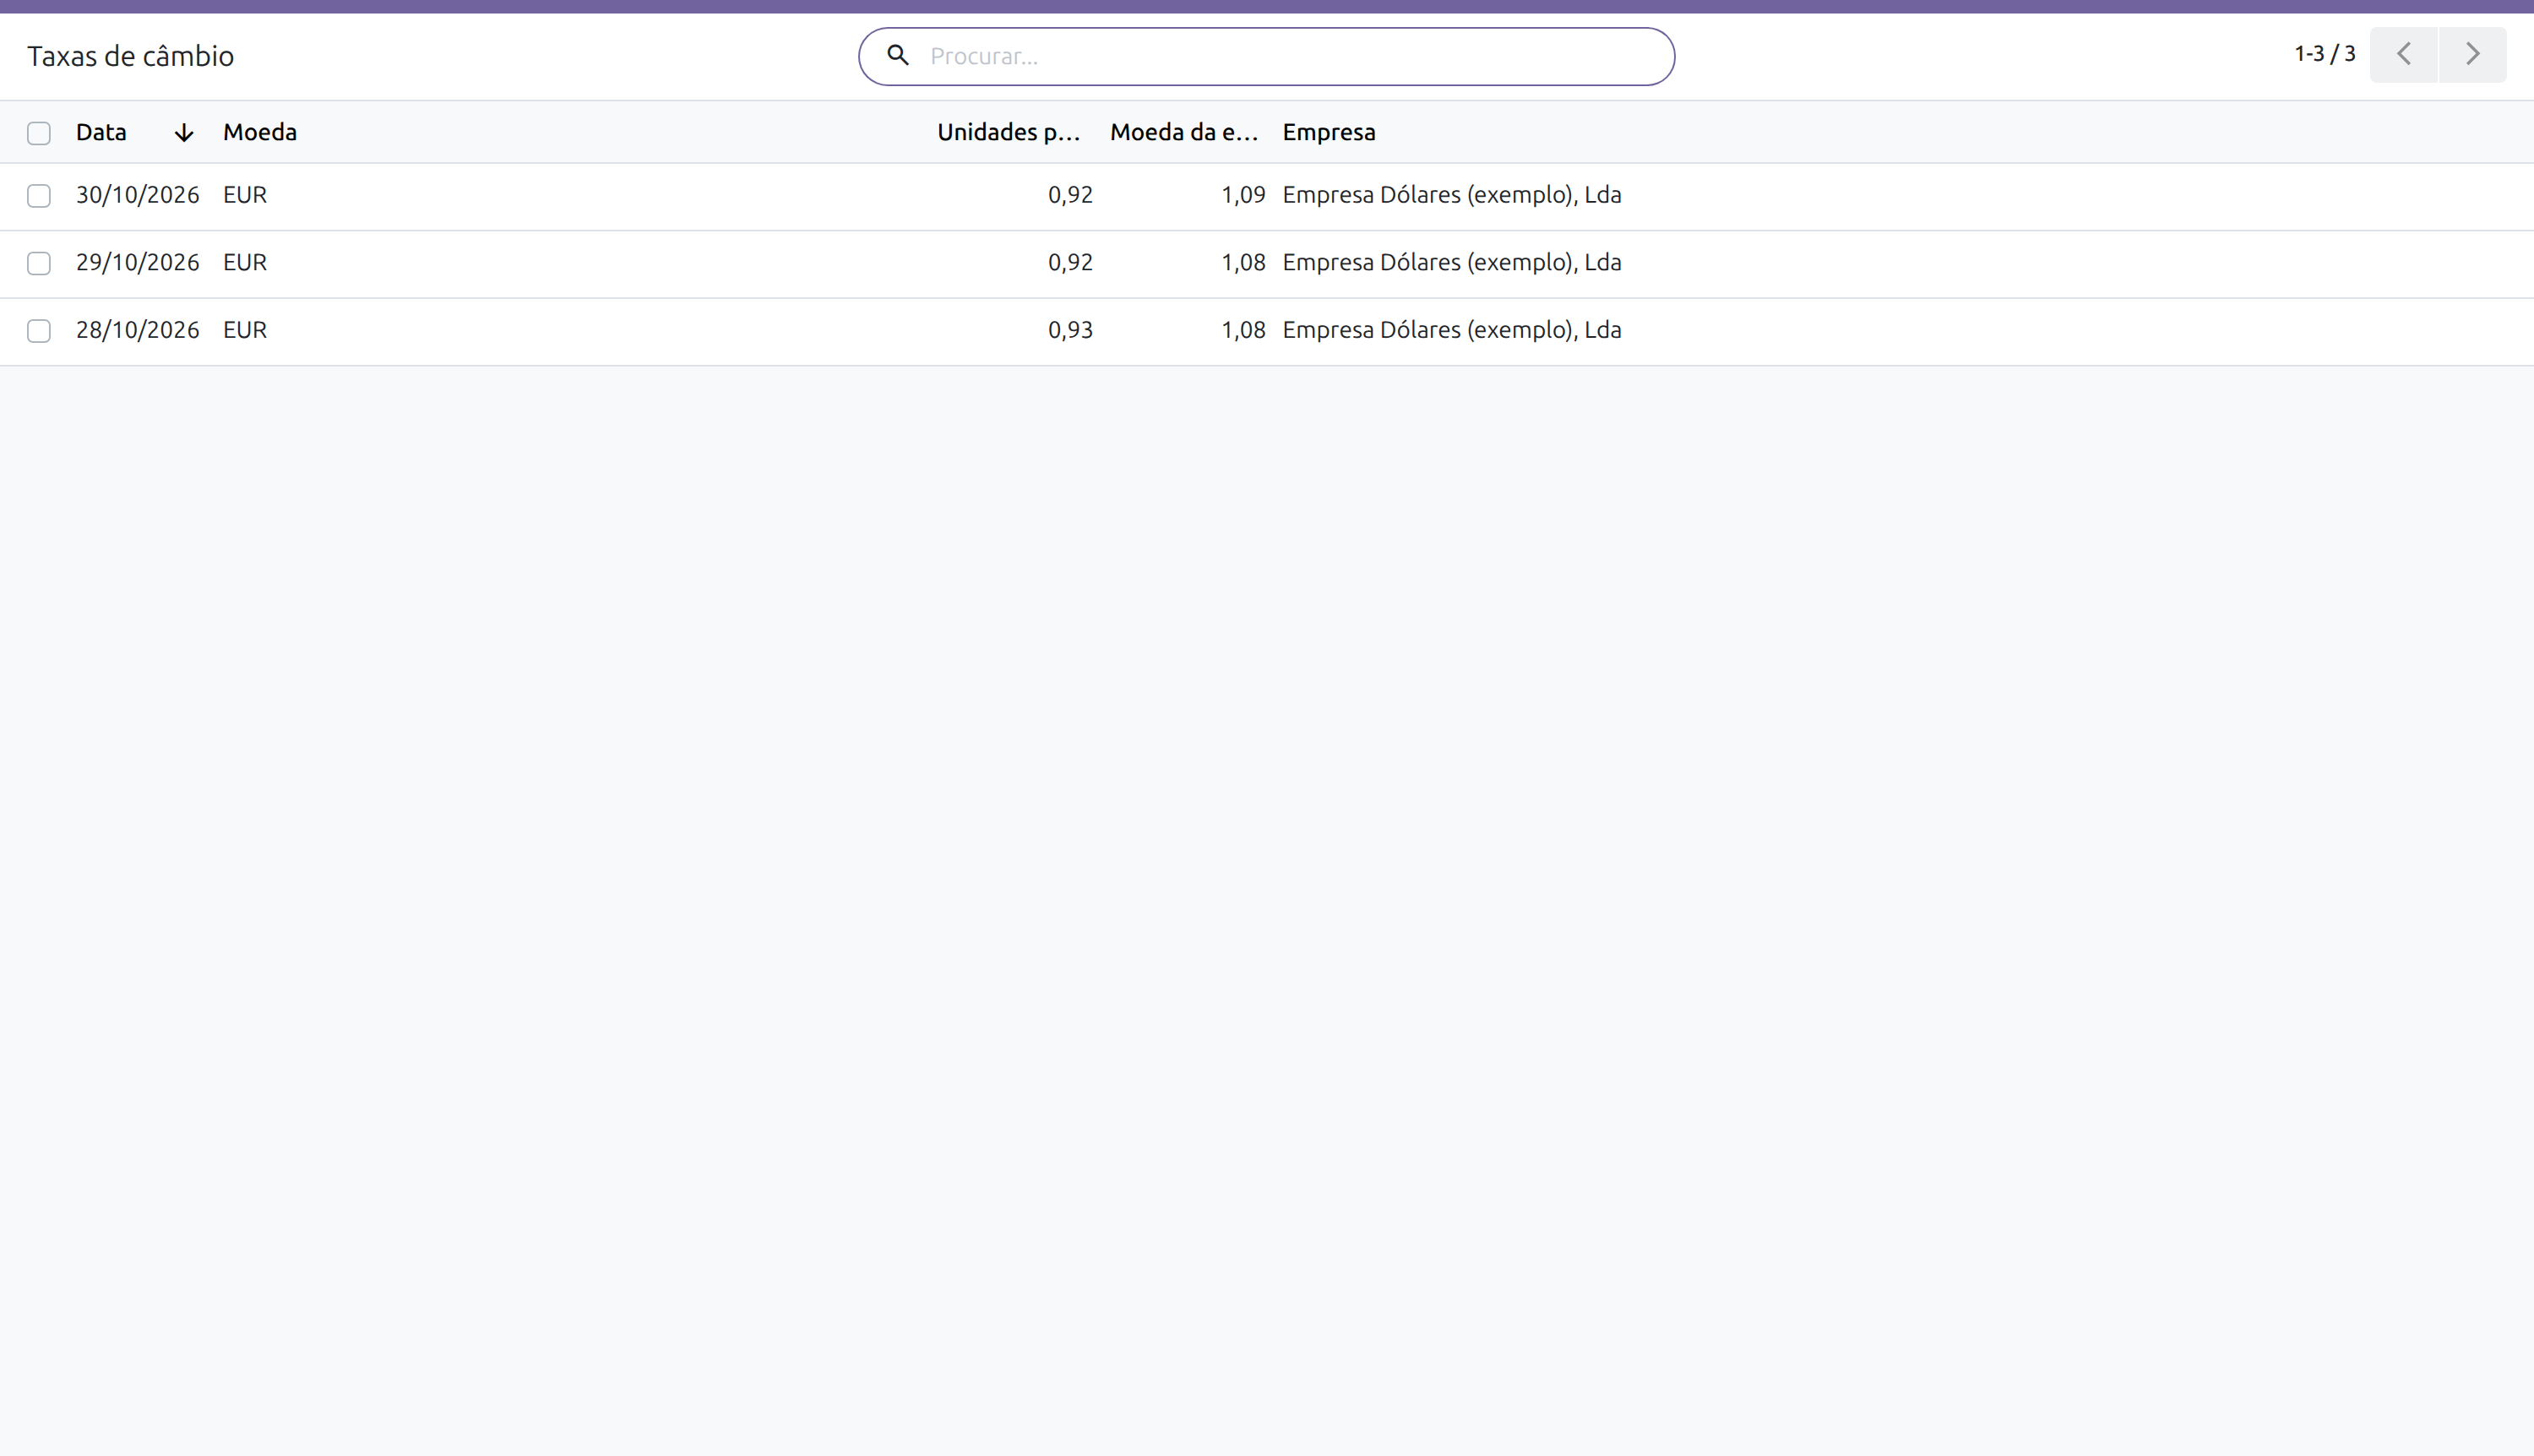 Taxas de câmbio Procurar... 1-3 / 3
Data Moeda Unidades p... Moeda da e... Empresa
30/10/2026 EUR 0,92 1,09 Empresa Dólares (exemplo), Lda
29/10/2026 EUR 0,92 1,08 Empresa Dólares (exemplo), Lda
28/10/2026 EUR 0,93 1,08 Empresa Dólares (exemplo), Lda